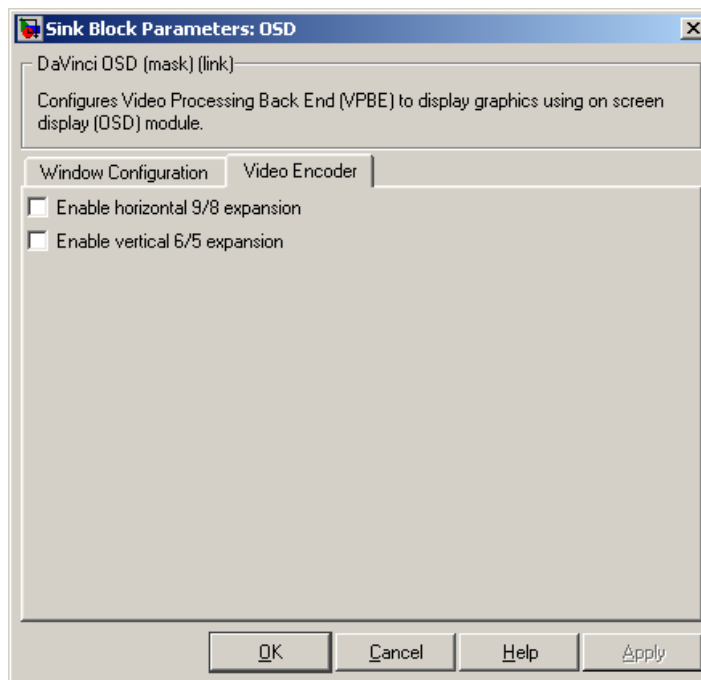 Sink Block Parameters: OSD
DaVinci OSD (mask) (link)
Configures Video Processing Back End (VPBE) to display graphics using on screen
display (OSD) module.
Window Configuration Video Encoder
Enable horizontal 9/8 expansion
Enable vertical 6/5 expansion
OK Cancel Help Apply